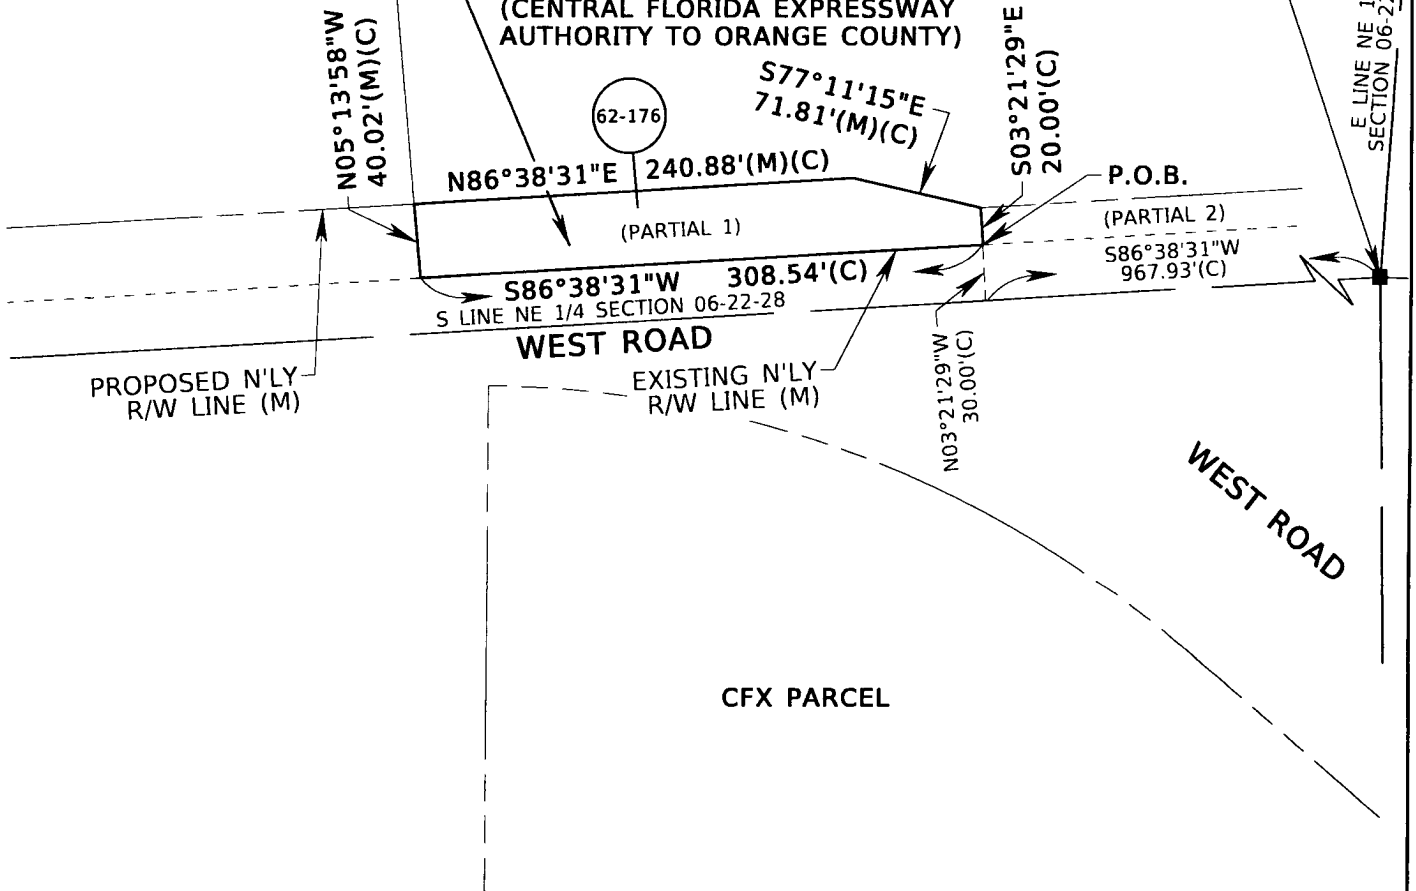 (CENTRAL FLORIDA EXPRESSWAY
AUTHORITY TO ORANGE COUNTY)
N05°13'58"W
40.02'(M)(C)
62-176
S77°11'15"E
71.81'(M)(C)
S03°21'29"E
20.00'(C)
E LINE NE
SECTION
N86°38'31"E 240.88'(M)(C)
P.O.B.
(PARTIAL 1)
(PARTIAL 2)
S86°38'31"W
967.93'(C)
S86°38'31"W 308.54'(C)
S LINE NE 1/4 SECTION 06-22-28
WEST ROAD
PROPOSED N'LY
R/W LINE (M)
EXISTING N'LY
R/W LINE (M)
N03°21'29"W
30.00'(C)
WEST ROAD
CFX PARCEL